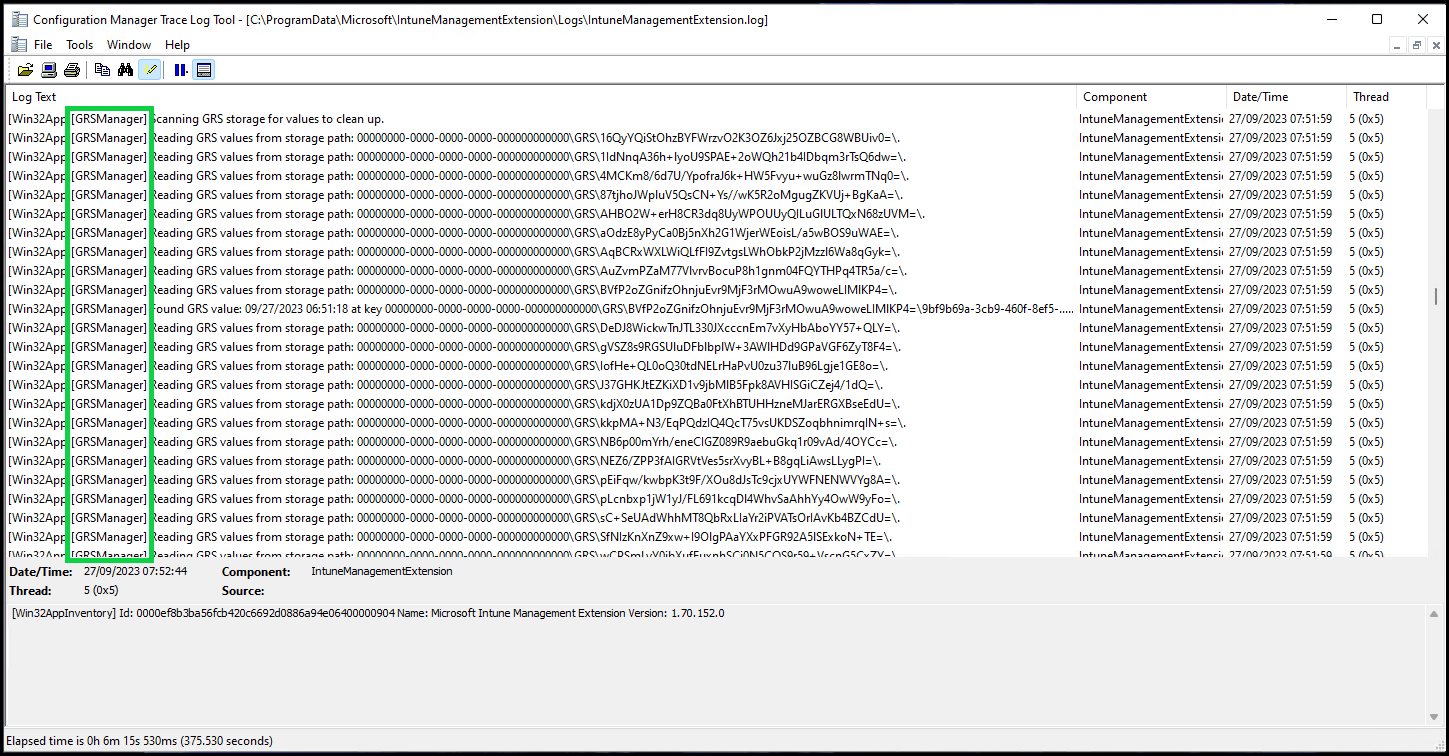 Configuration Manager Trace Log Tool - [C:\ProgramData\Microsoft\IntuneManagementExtension\Logs\IntuneManagementExtension.log]
File Tools Window Help
Log Text Component Date/Time Thread
[Win32App [GRSManager] Scanning GRS storage for values to clean up. IntuneManagementExtensi 27/09/2023 07:51:59 5 (0x5)
[Win32App [GRSManager] Reading GRS values from storage path: 00000000-0000-0000-0000-000000000000\GRS\16QyYQiStOhzBYFWrzvO2K3OZ6Jxj25OZBCG8WBUiv0=\. IntuneManagementExtensi 27/09/2023 07:51:59 5 (0x5)
[Win32App [GRSManager] Reading GRS values from storage path: 00000000-0000-0000-0000-000000000000\GRS\1IdNnqA36h+IyoU9SPAE+2oWQh21b4IDbqm3rTsQ6dw=\. IntuneManagementExtensi 27/09/2023 07:51:59 5 (0x5)
[Win32App [GRSManager] Reading GRS values from storage path: 00000000-0000-0000-0000-000000000000\GRS\4MCKm8/6d7U/YpofraJ6k+HW5Fvyu+wuGz8IwrmTNq0=\. IntuneManagementExtensi 27/09/2023 07:51:59 5 (0x5)
[Win32App [GRSManager] Reading GRS values from storage path: 00000000-0000-0000-0000-000000000000\GRS\87tjhoJWpIuV5QsCN+Ys//wK5R2oMgugZKVUj+BgKaA=\. IntuneManagementExtensi 27/09/2023 07:51:59 5 (0x5)
[Win32App [GRSManager] Reading GRS values from storage path: 00000000-0000-0000-0000-000000000000\GRS\AHBO2W+erH8CR3dq8UyWPOUUyQILuGIULTQxN68zUVM=\. IntuneManagementExtensi 27/09/2023 07:51:59 5 (0x5)
[Win32App [GRSManager] Reading GRS values from storage path: 00000000-0000-0000-0000-000000000000\GRS\aOdzE8yPyCa0Bj5nXh2G1WjerWEoisL/a5wBOS9uWAE=\. IntuneManagementExtensi 27/09/2023 07:51:59 5 (0x5)
[Win32App [GRSManager] Reading GRS values from storage path: 00000000-0000-0000-0000-000000000000\GRS\AqBCRxWXLWiQLfFI9ZvtgsLWhObkP2jMzzI6Wa8qGyk=\. IntuneManagementExtensi 27/09/2023 07:51:59 5 (0x5)
[Win32App [GRSManager] Reading GRS values from storage path: 00000000-0000-0000-0000-000000000000\GRS\AuZvmPZaM77VIvrvBocuP8h1gnm04FQYTHPq4TR5a/c=\. IntuneManagementExtensi 27/09/2023 07:51:59 5 (0x5)
[Win32App [GRSManager] Reading GRS values from storage path: 00000000-0000-0000-0000-000000000000\GRS\BVfP2oZGnifzOhnjuEvr9MjF3rMOwuA9woweLIMIKP4=\. IntuneManagementExtensi 27/09/2023 07:51:59 5 (0x5)
[Win32App [GRSManager] Found GRS value: 09/27/2023 06:51:18 at key 00000000-0000-0000-0000-000000000000\GRS\BVfP2oZGnifzOhnjuEvr9MjF3rMOwuA9woweLIMIKP4=\9bf9b69a-3cb9-460f-8ef5-..... IntuneManagementExtensi 27/09/2023 07:51:59 5 (0x5)
[Win32App [GRSManager] Reading GRS values from storage path: 00000000-0000-0000-0000-000000000000\GRS\DeDJ8WickwTnJTL330JXcccnEm7vXyHbAboYY57+QLY=\. IntuneManagementExtensi 27/09/2023 07:51:59 5 (0x5)
[Win32App [GRSManager] Reading GRS values from storage path: 00000000-0000-0000-0000-000000000000\GRS\gVSZ8s9RGSUIuDFbIbpIW+3AWIHDd9GPaVGF6ZyT8F4=\. IntuneManagementExtensi 27/09/2023 07:51:59 5 (0x5)
[Win32App [GRSManager] Reading GRS values from storage path: 00000000-0000-0000-0000-000000000000\GRS\IofHe+QL0oQ30tdNELrHaPvU0zu37IuB96Lgje1GE8o=\. IntuneManagementExtensi 27/09/2023 07:51:59 5 (0x5)
[Win32App [GRSManager] Reading GRS values from storage path: 00000000-0000-0000-0000-000000000000\GRS\J37GHKJtEZKiXD1v9jbMIB5Fpk8AVHISGiCZej4/1dQ=\. IntuneManagementExtensi 27/09/2023 07:51:59 5 (0x5)
[Win32App [GRSManager] Reading GRS values from storage path: 00000000-0000-0000-0000-000000000000\GRS\kdjX0zUA1Dp9ZQBa0FtXhBTUHHzneMJarERGXBseEdU=\. IntuneManagementExtensi 27/09/2023 07:51:59 5 (0x5)
[Win32App [GRSManager] Reading GRS values from storage path: 00000000-0000-0000-0000-000000000000\GRS\kkpMA+N3/EqPQdzIQ4QcT75vsUKDSZoqbhnimrqIN+s=\. IntuneManagementExtensi 27/09/2023 07:51:59 5 (0x5)
[Win32App [GRSManager] Reading GRS values from storage path: 00000000-0000-0000-0000-000000000000\GRS\NB6p00mYrh/eneCIGZ089R9aebuGkq1r09vAd/4OYCc=\. IntuneManagementExtensi 27/09/2023 07:51:59 5 (0x5)
[Win32App [GRSManager] Reading GRS values from storage path: 00000000-0000-0000-0000-000000000000\GRS\NEZ6/ZPP3fAIGRVtVes5srXvyBL+B8gqLiAwsLLygPI=\. IntuneManagementExtensi 27/09/2023 07:51:59 5 (0x5)
[Win32App [GRSManager] Reading GRS values from storage path: 00000000-0000-0000-0000-000000000000\GRS\pEiFqw/kwbpK3t9F/XOu8dJsTc9cjxUYWFNENWVYg8A=\. IntuneManagementExtensi 27/09/2023 07:51:59 5 (0x5)
[Win32App [GRSManager] Reading GRS values from storage path: 00000000-0000-0000-0000-000000000000\GRS\pLcnbxp1jW1yJ/FL691kcqDI4WhvSaAhhYy4OwW9yFo=\. IntuneManagementExtensi 27/09/2023 07:51:59 5 (0x5)
[Win32App [GRSManager] Reading GRS values from storage path: 00000000-0000-0000-0000-000000000000\GRS\sC+SeUAdWhhMT8QbRxLIaYr2iPVATsOrIAvKb4BZCdU=\. IntuneManagementExtensi 27/09/2023 07:51:59 5 (0x5)
[Win32App [GRSManager] Reading GRS values from storage path: 00000000-0000-0000-0000-000000000000\GRS\SfNIzKnXnZ9xw+I9OIgPAaYXxPFGR92A5ISExkoN+TE=\. IntuneManagementExtensi 27/09/2023 07:51:59 5 (0x5)
[Win32App [GRSManager] Reading GRS values from storage path: 00000000-0000-0000-0000-000000000000\GRS\ IntuneManagementExtensi 27/09/2023 07:51:59 5 (0x5)
Date/Time: 27/09/2023 07:52:44 Component: IntuneManagementExtension
Thread: 5 (0x5) Source:
[Win32AppInventory] Id: 0000ef8b3ba56fcb420c6692d0886a94e06400000904 Name: Microsoft Intune Management Extension Version: 1.70.152.0
Elapsed time is 0h 6m 15s 530ms (375.530 seconds)